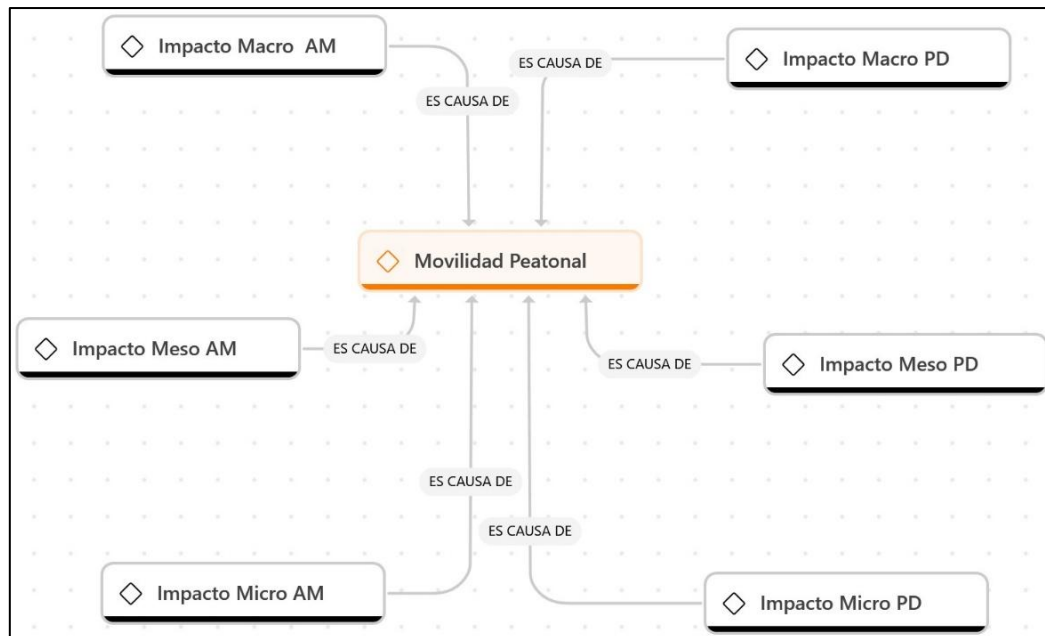 Impacto Macro AM
ES CAUSA DE
Impacto Macro PD
ES CAUSA DE
Movilidad Peatonal
Impacto Meso AM
ES CAUSA DE
ES CAUSA DE
Impacto Meso PD
ES CAUSA DE
ES CAUSA DE
Impacto Micro AM
Impacto Micro PD